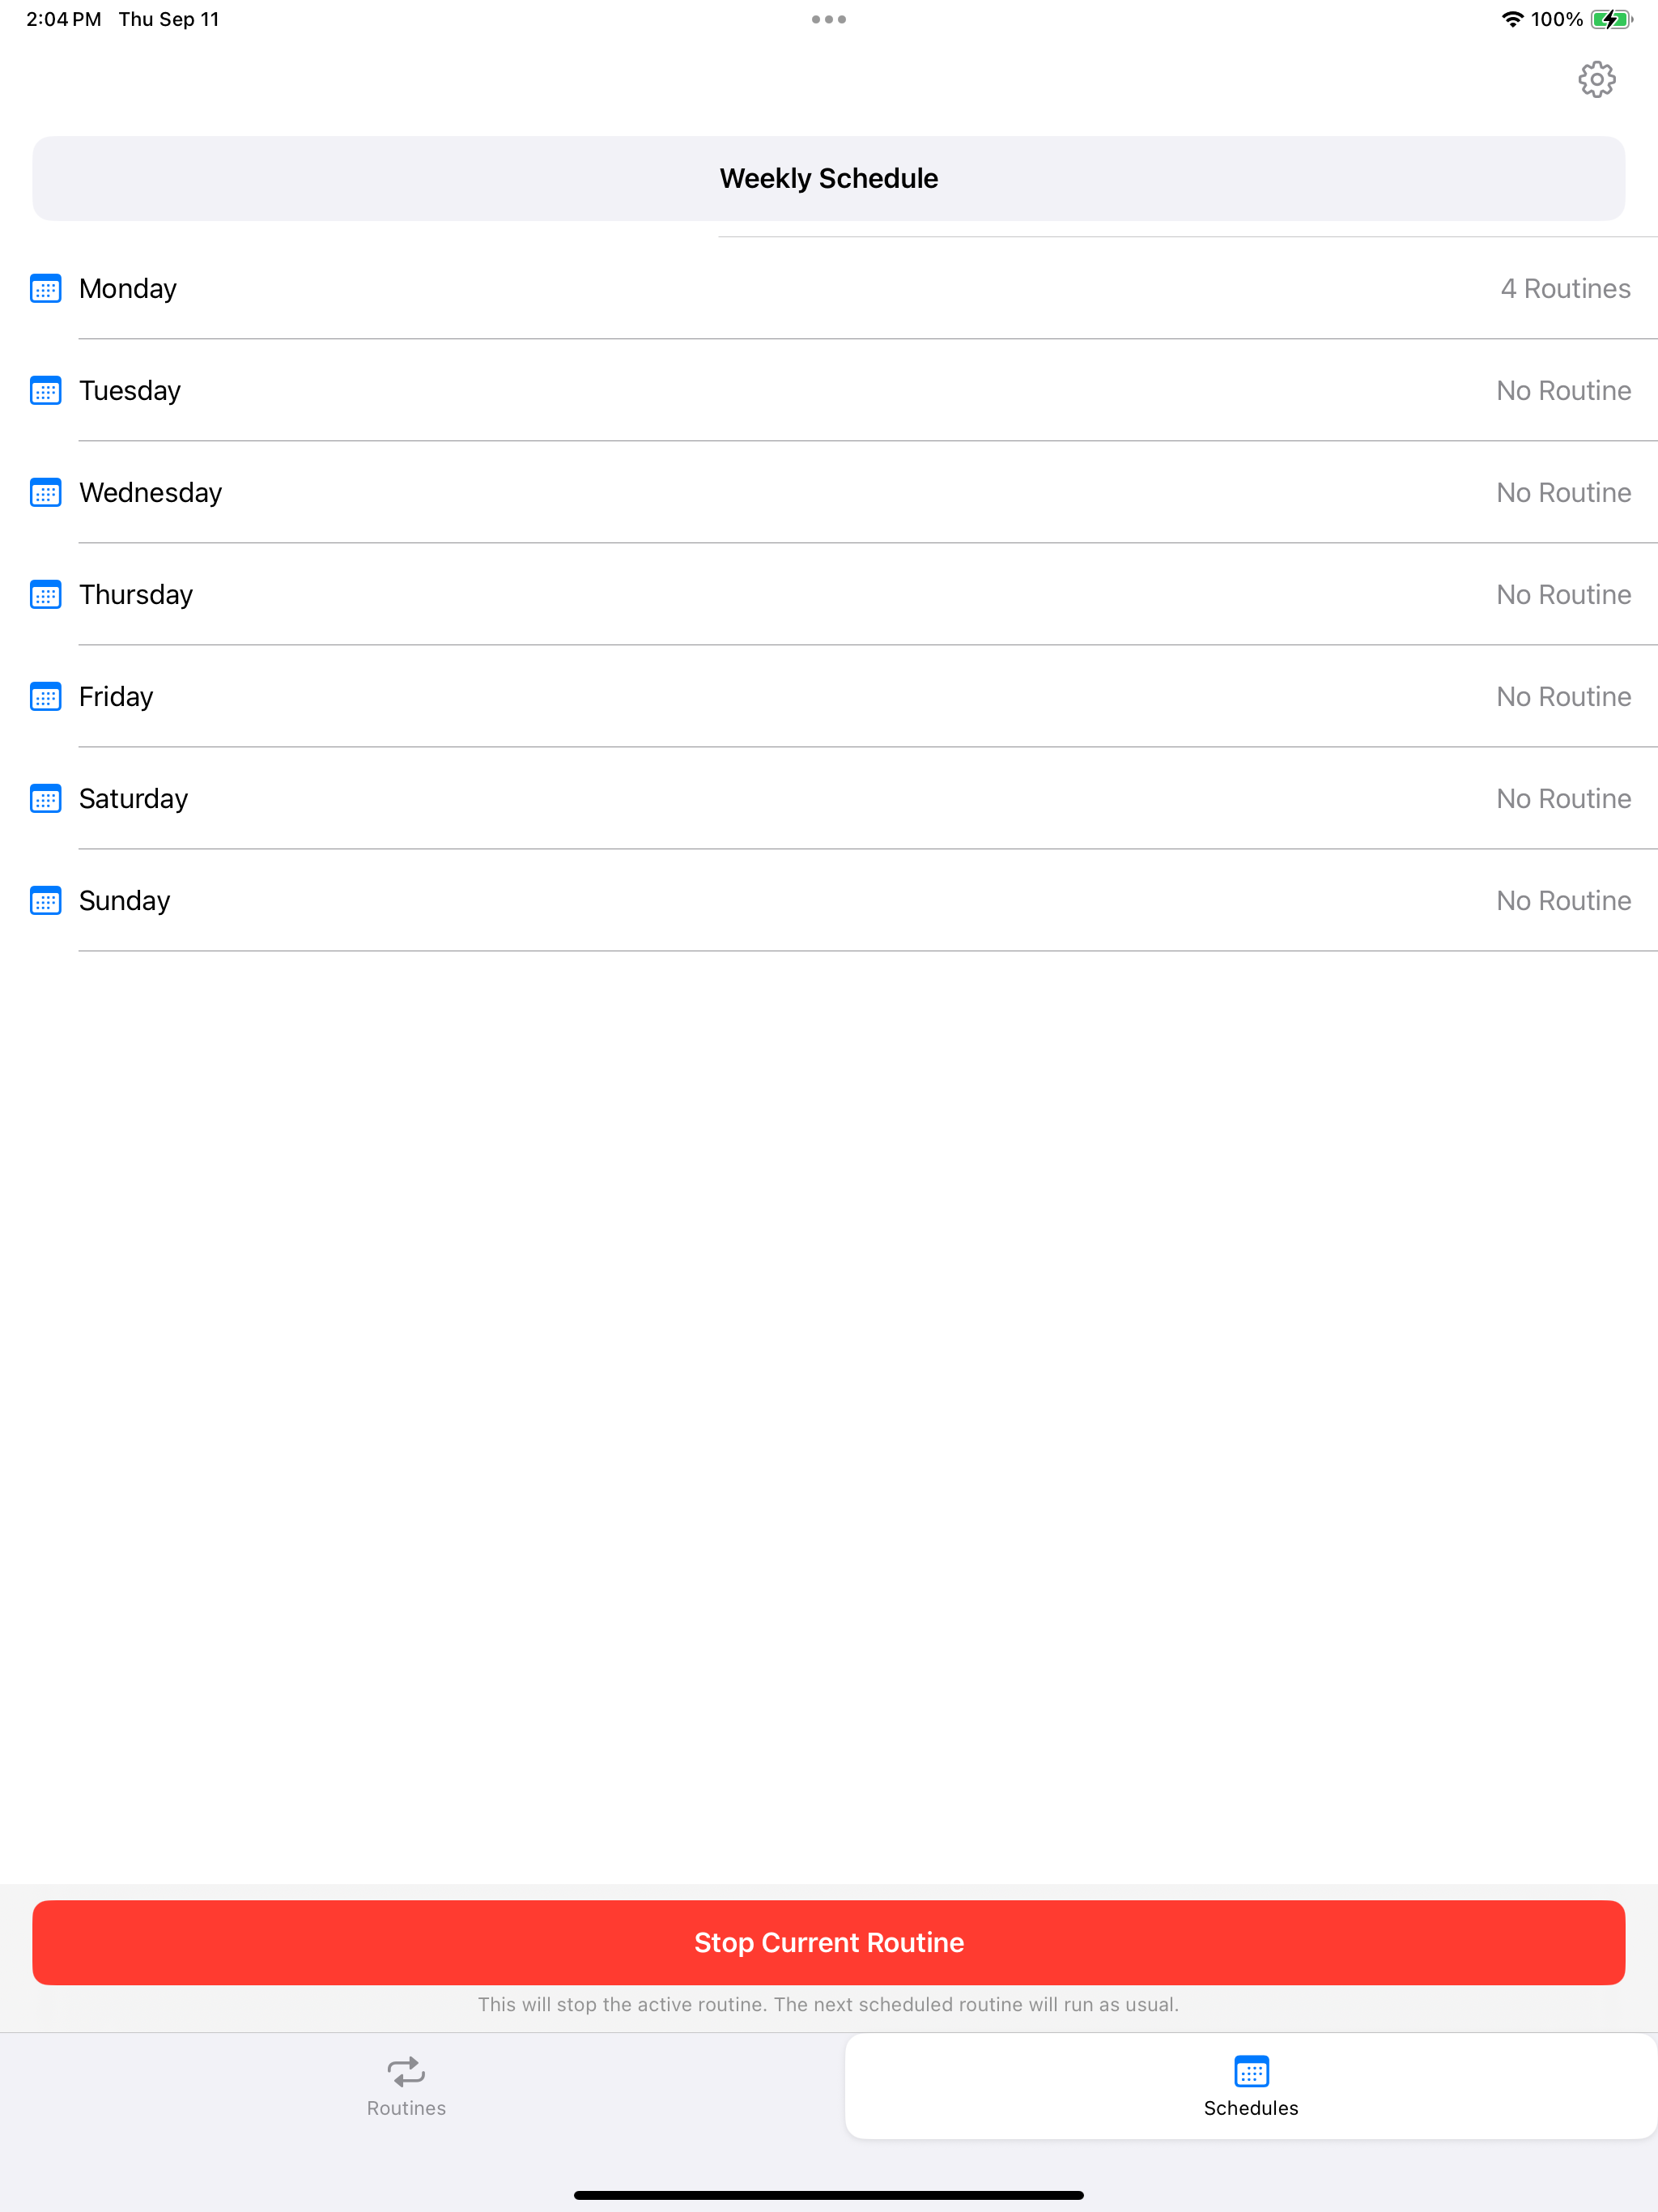 2:04 PM Thu Sep 11
100%
Weekly Schedule
Monday 4 Routines
Tuesday No Routine
Wednesday No Routine
Thursday No Routine
Friday No Routine
Saturday No Routine
Sunday No Routine
Stop Current Routine
This will stop the active routine. The next scheduled routine will run as usual.
Routines Schedules